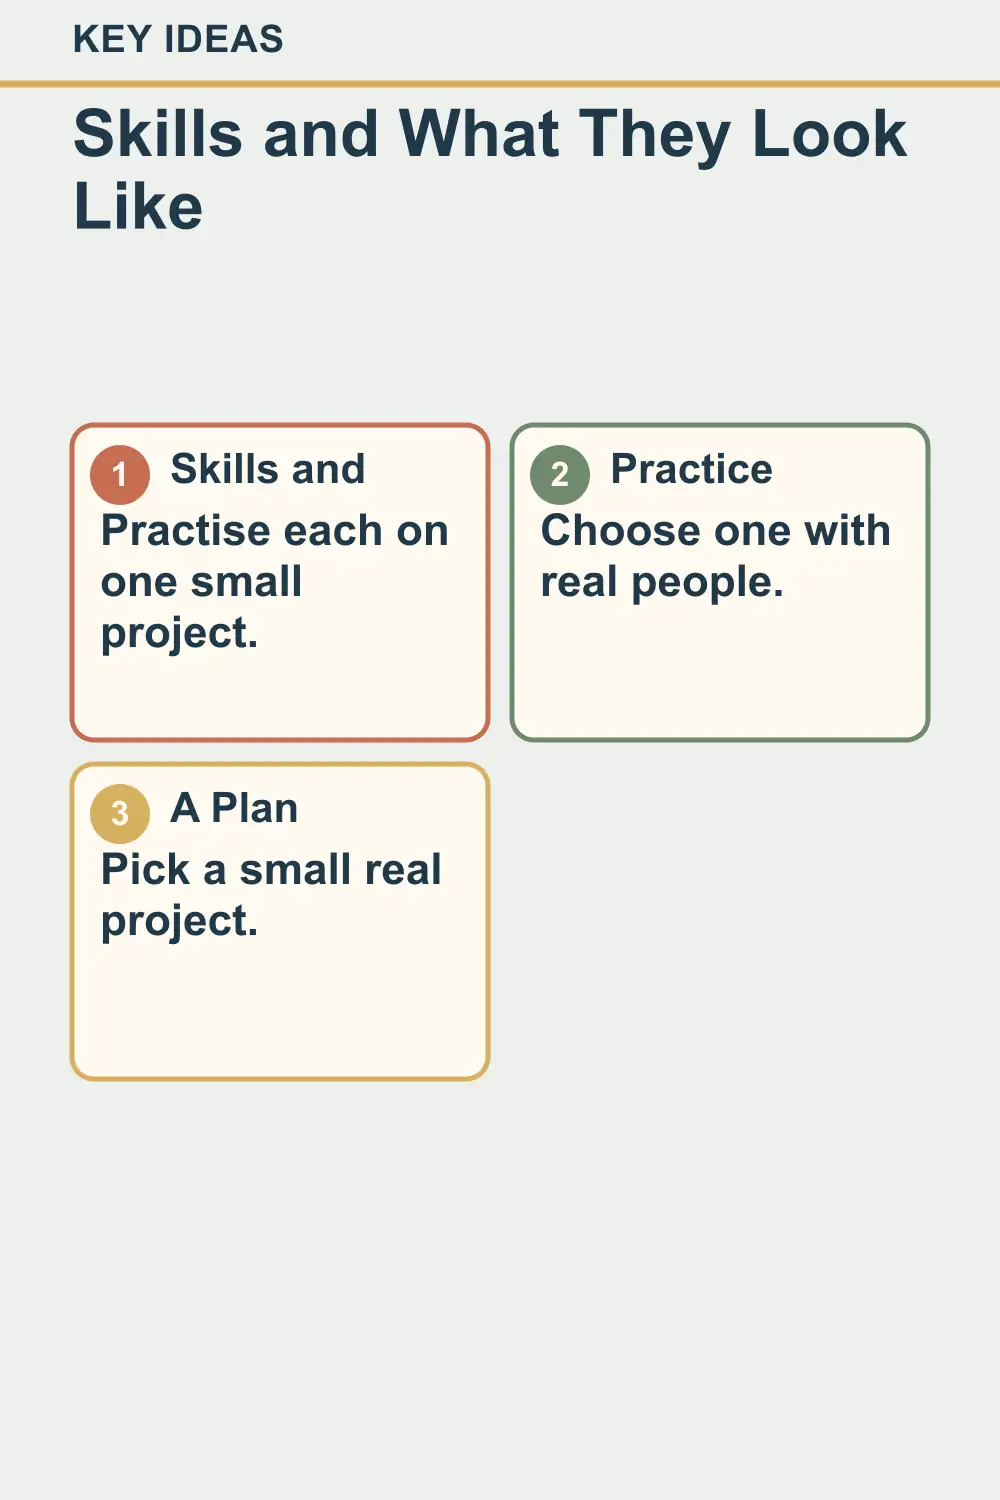 KEY IDEAS
Skills and What They Look
Like
1 Skills and
Practise each on
one small
project.
2 Practice
Choose one with
real people.
3 A Plan
Pick a small real
project.